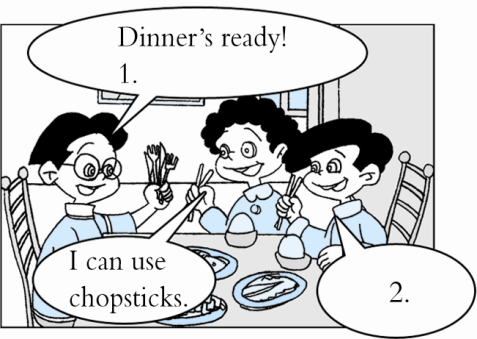 Dinner's ready!
1.
I can use
chopsticks.
2.